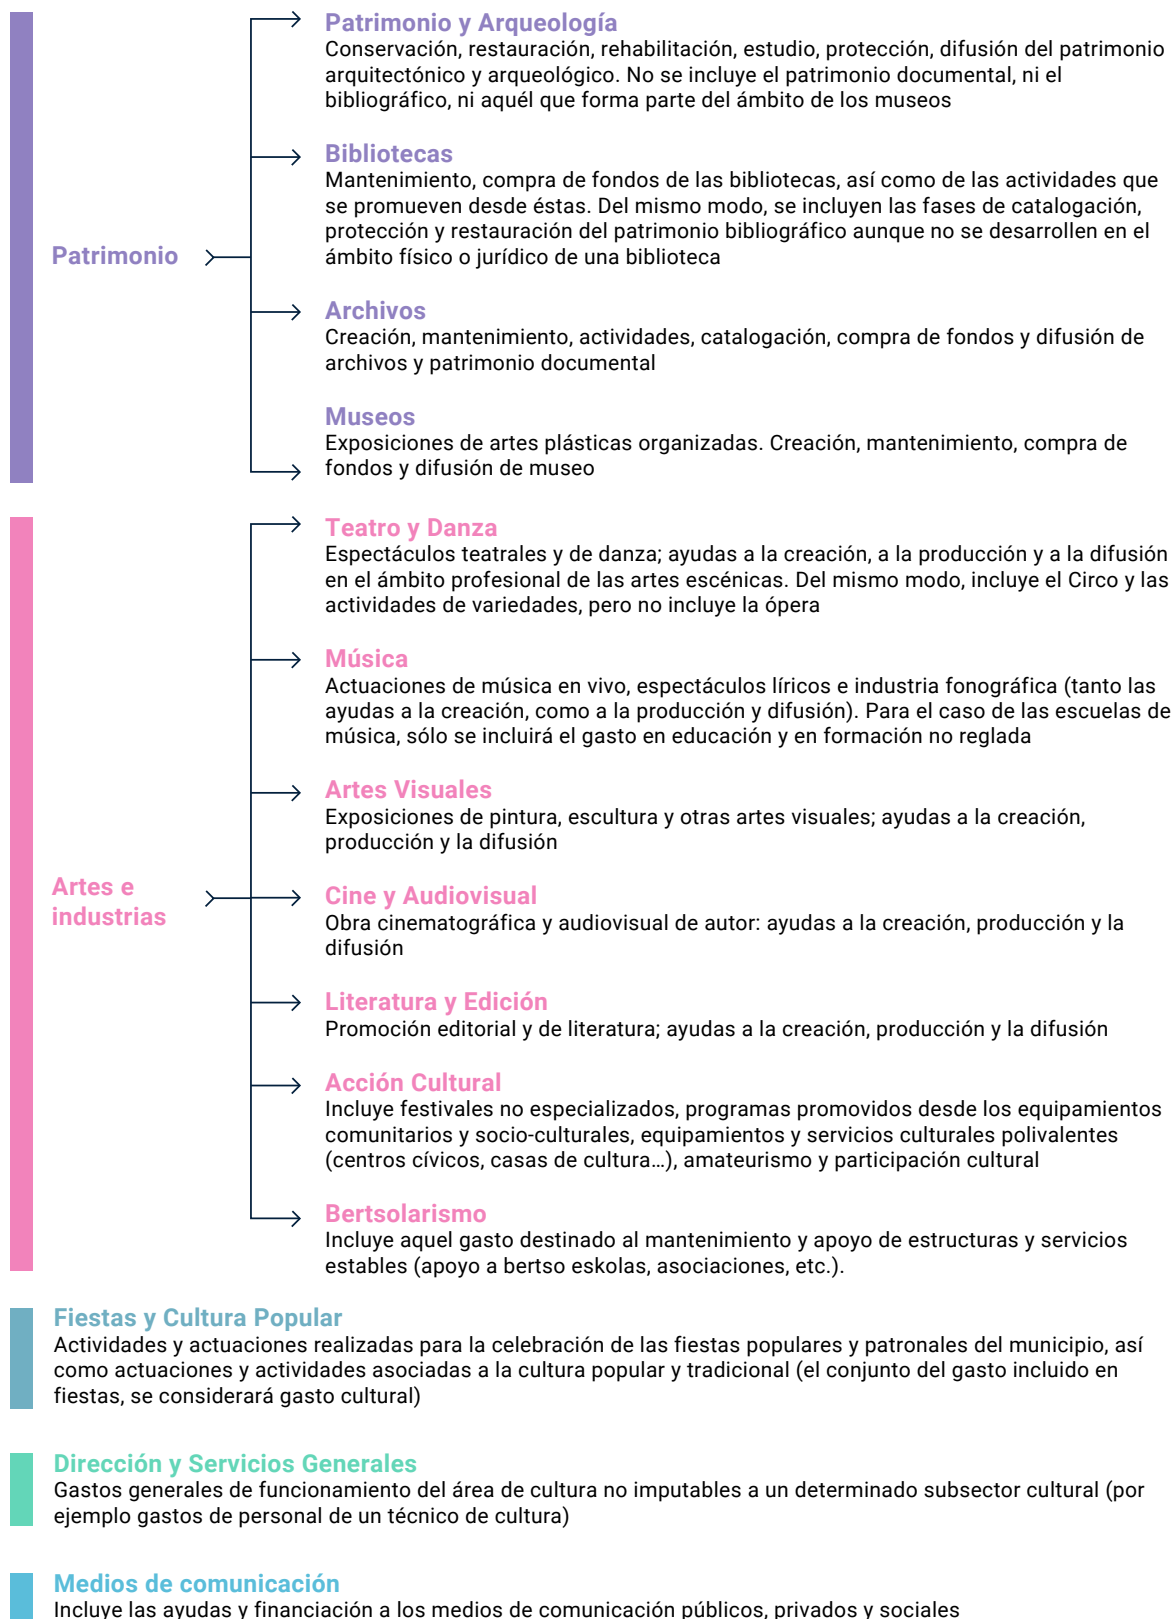 Patrimonio y Arqueología
Conservación, restauración, rehabilitación, estudio, protección, difusión del patrimonio
arquitectónico y arqueológico. No se incluye el patrimonio documental, ni el
bibliográfico, ni aquél que forma parte del ámbito de los museos
Bibliotecas
Mantenimiento, compra de fondos de las bibliotecas, así como de las actividades que
se promueven desde éstas. Del mismo modo, se incluyen las fases de catalogación,
protección y restauración del patrimonio bibliográfico aunque no se desarrollen en el
ámbito físico o jurídico de una biblioteca
Patrimonio
Archivos
Creación, mantenimiento, actividades, catalogación, compra de fondos y difusión de
archivos y patrimonio documental
Museos
Exposiciones de artes plásticas organizadas. Creación, mantenimiento, compra de
fondos y difusión de museo
Teatro y Danza
Espectáculos teatrales y de danza; ayudas a la creación, a la producción y a la difusión
en el ámbito profesional de las artes escénicas. Del mismo modo, incluye el Circo y las
actividades de variedades, pero no incluye la ópera
Música
Actuaciones de música en vivo, espectáculos líricos e industria fonográfica (tanto las
ayudas a la creación, como a la producción y difusión). Para el caso de las escuelas de
música, sólo se incluirá el gasto en educación y en formación no reglada
Artes Visuales
Exposiciones de pintura, escultura y otras artes visuales; ayudas a la creación,
producción y la difusión
Artes e
industrias
Cine y Audiovisual
Obra cinematográfica y audiovisual de autor: ayudas a la creación, producción y la
difusión
Literatura y Edición
Promoción editorial y de literatura; ayudas a la creación, producción y la difusión
Acción Cultural
Incluye festivales no especializados, programas promovidos desde los equipamientos
comunitarios y socio-culturales, equipamientos y servicios culturales polivalentes
(centros cívicos, casas de cultura…), amateurismo y participación cultural
Bertsolarismo
Incluye aquel gasto destinado al mantenimiento y apoyo de estructuras y servicios
estables (apoyo a bertso eskolas, asociaciones, etc.).
Fiestas y Cultura Popular
Actividades y actuaciones realizadas para la celebración de las fiestas populares y patronales del municipio, así
como actuaciones y actividades asociadas a la cultura popular y tradicional (el conjunto del gasto incluido en
fiestas, se considerará gasto cultural)
Dirección y Servicios Generales
Gastos generales de funcionamiento del área de cultura no imputables a un determinado subsector cultural (por
ejemplo gastos de personal de un técnico de cultura)
Medios de comunicación
Incluye las ayudas y financiación a los medios de comunicación públicos, privados y sociales